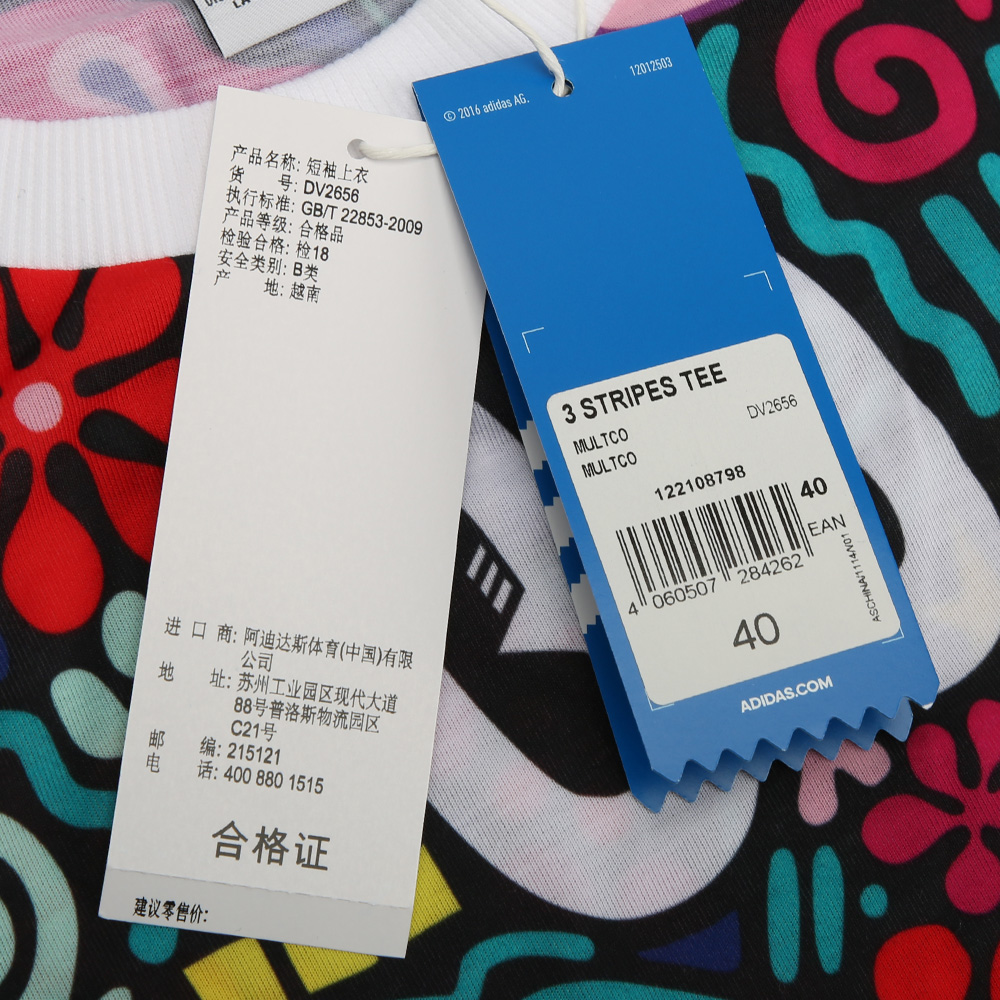 产品名称: 短袖上衣
货 号: DV2656
执行标准: GB/T 22853-2009
产品等级: 合格品
检验合格: 检18
安全类别: B类
产 地: 越南
进 口 商: 阿迪达斯体育(中国)有限
公司
地 址: 苏州工业园区现代大道
88号普洛斯物流园区
C21号
邮 编: 215121
电 话: 400 880 1515
合格证
建议零售价:
© 2016 adidas AG.
12012503
3 STRIPES TEE
MULTCO
DV2656
MULTCO
122108798
40
EAN
4 060507 284262
ASCHINA/1114/N01
40
ADIDAS.COM